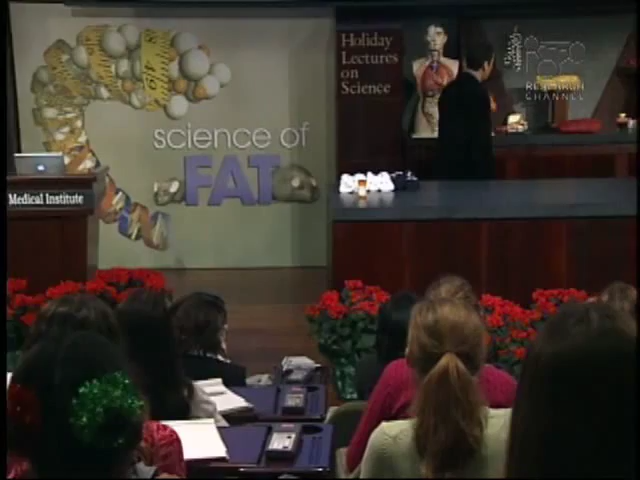 Holiday
Lectures
on
Science
science of
FAT
Medical Institute
RESEARCH
CHANNEL